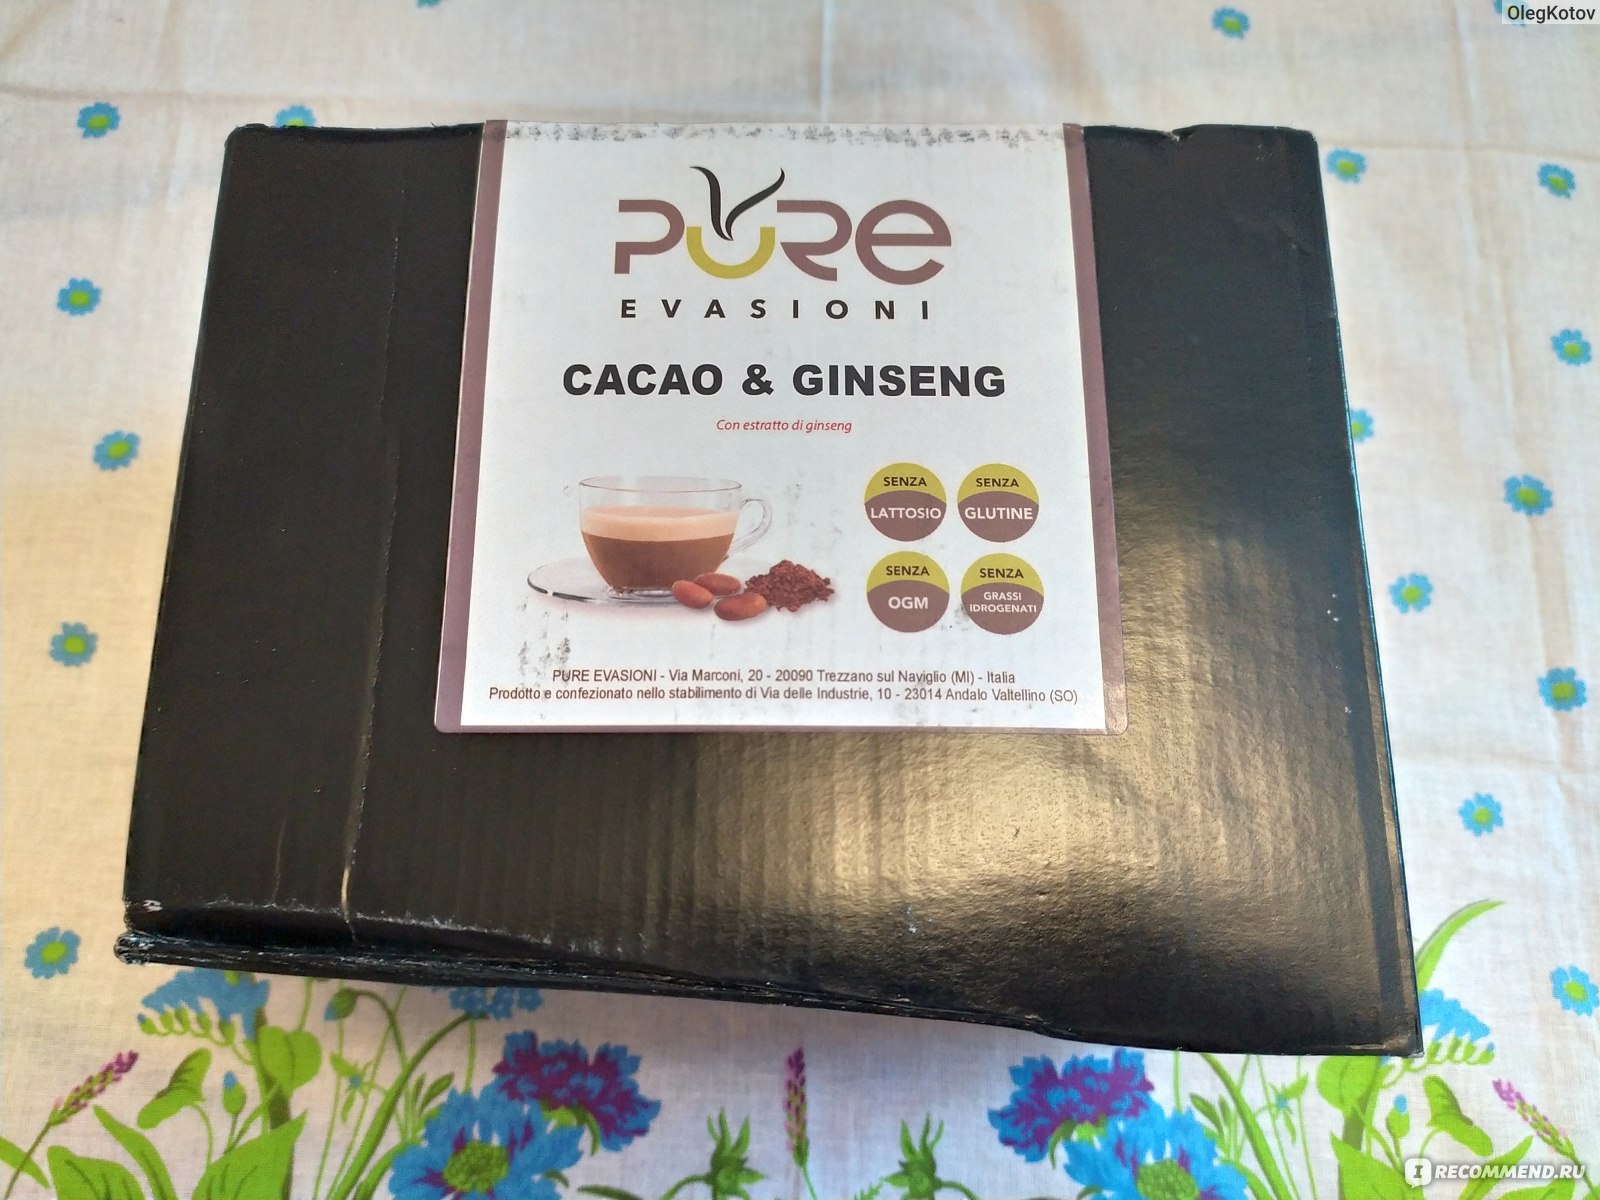 OlegKotov
PURE
EVASIONI
CACAO & GINSENG
Con estratto di ginseng
SENZA
LATTOSIO
SENZA
GLUTINE
SENZA
OGM
SENZA
GRASSI
IDROGENATI
PURE EVASIONI - Via Marconi, 20 - 20090 Trezzano sul Naviglio (MI) - Italia
Prodotto e confezionato nello stabilimento di Via delle Industrie, 10 - 23014 Andalo Valtellino (SO)
I RECOMMEND.RU